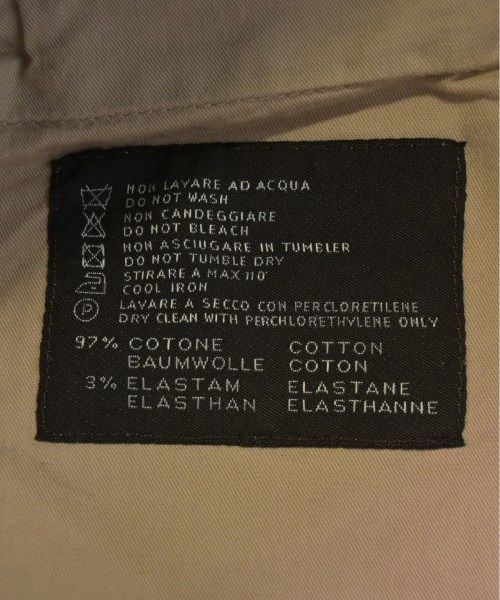 NON LAVARE AD ACQUA
DO NOT WASH
NON CANDEGGIARE
DO NOT BLEACH
NON ASCIUGARE IN TUMBLER
DO NOT TUMBLE DRY
STIRARE A MAX 110°
COOL IRON
P LAVARE A SECCO CON PERCLORETILENE
DRY CLEAN WITH PERCHLORETHYLENE ONLY
97% COTONE COTTON
BAUMWOLLE COTON
3% ELASTAM ELASTANE
ELASTHAN ELASTHANNE